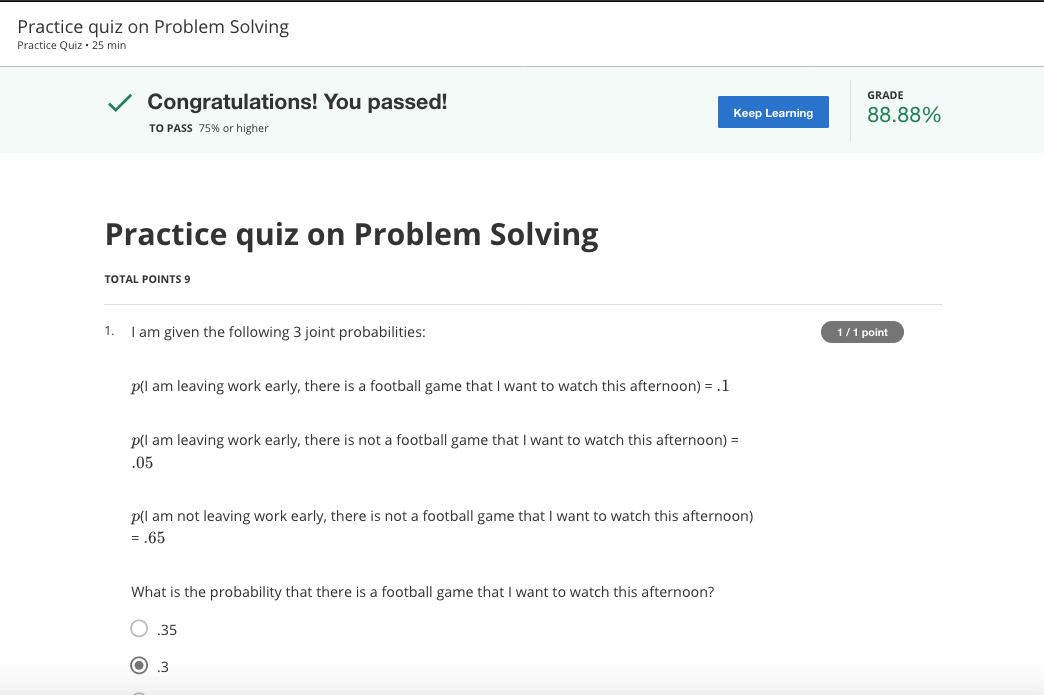 Practice quiz on Problem Solving
Practice Quiz • 25 min
Congratulations! You passed!
TO PASS 75% or higher
Keep Learning
GRADE
88.88%
Practice quiz on Problem Solving
TOTAL POINTS 9
1. I am given the following 3 joint probabilities:
1 / 1 point
p(I am leaving work early, there is a football game that I want to watch this afternoon) = .1
p(I am leaving work early, there is not a football game that I want to watch this afternoon) =
.05
p(I am not leaving work early, there is not a football game that I want to watch this afternoon)
= .65
What is the probability that there is a football game that I want to watch this afternoon?
.35
.3